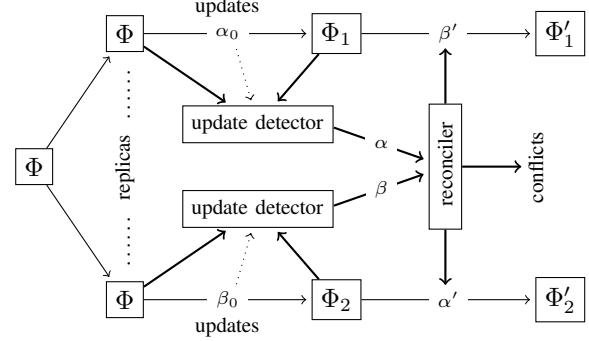 updates
Φ α₀ Φ₁ β′ Φ′₁
update detector
α
Φ replicas reconciler conflicts
β
update detector
Φ β₀ Φ₂ α′ Φ′₂
updates